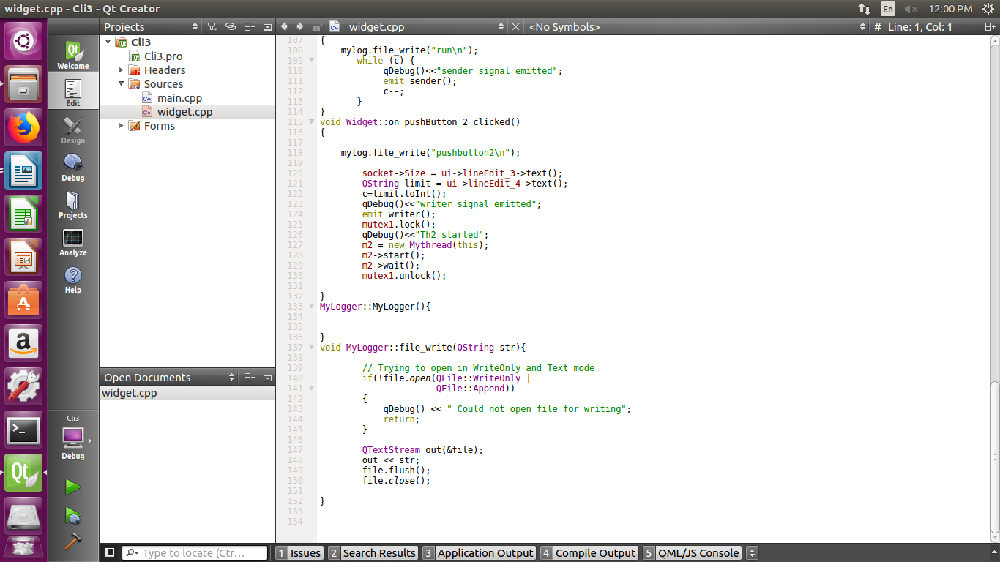 widget.cpp - Cli3 - Qt Creator
En
12:00 PM
Projects
widget.cpp
<No Symbols>
# Line: 1, Col: 1
Qt
Welcome
Edit
Design
Debug
Projects
Analyze
Help
Cli3
Debug
Cli3
Cli3.pro
Headers
Sources
main.cpp
widget.cpp
Forms
Open Documents
widget.cpp
107 {
108 mylog.file_write("run\n");
109 while (c) {
110 qDebug()<<"sender signal emitted";
111 emit sender();
112 c--;
113 }
114 }
115 void Widget::on_pushButton_2_clicked()
116 {
117
118 mylog.file_write("pushbutton2\n");
119
120 socket->Size = ui->lineEdit_3->text();
121 QString limit = ui->lineEdit_4->text();
122 c=limit.toInt();
123 qDebug()<<"writer signal emitted";
124 emit writer();
125 mutex1.lock();
126 qDebug()<<"Th2 started";
127 m2 = new Mythread(this);
128 m2->start();
129 m2->wait();
130 mutex1.unlock();
131
132 }
133 MyLogger::MyLogger(){
134
135
136 }
137 void MyLogger::file_write(QString str){
138
139 // Trying to open in WriteOnly and Text mode
140 if(!file.open(QFile::WriteOnly |
141 QFile::Append))
142 {
143 qDebug() << " Could not open file for writing";
144 return;
145 }
146
147 QTextStream out(&file);
148 out << str;
149 file.flush();
150 file.close();
151
152 }
153
154
Type to locate (Ctr...
1 Issues
2 Search Results
3 Application Output
4 Compile Output
5 QML/JS Console